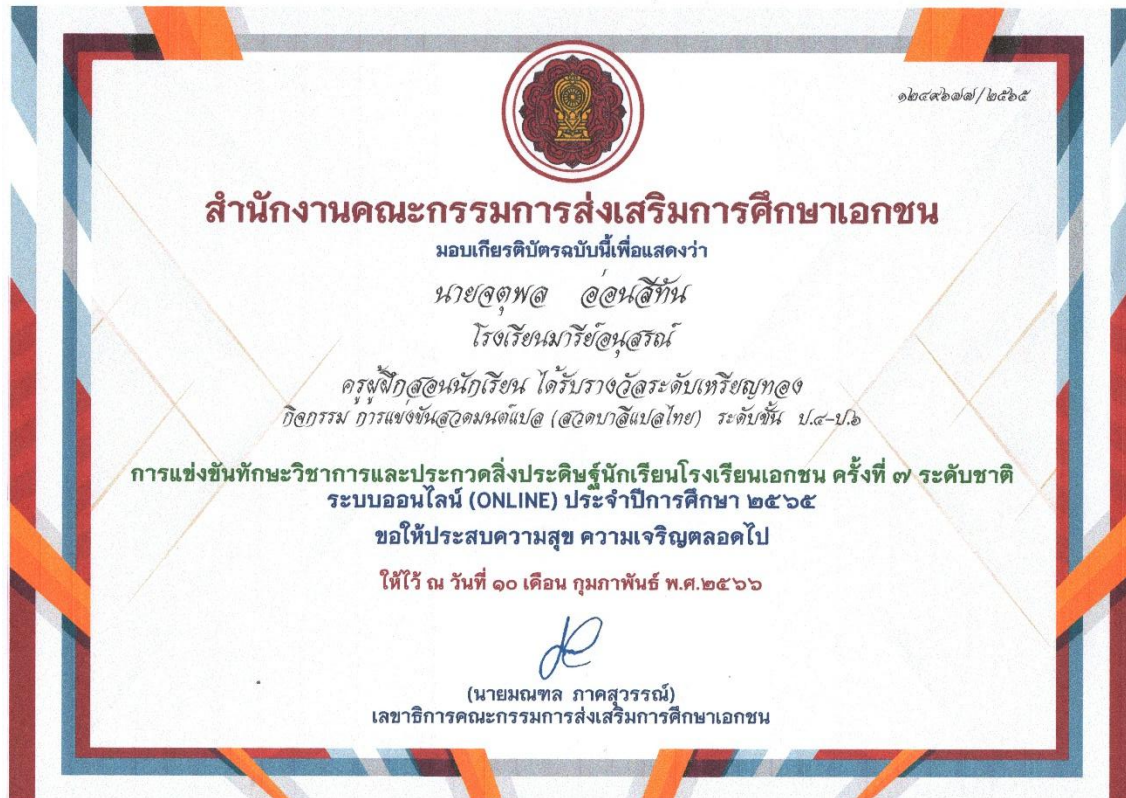 ๑๒๔๙๖๗๗/๒๕๖๕
สำนักงานคณะกรรมการส่งเสริมการศึกษาเอกชน
มอบเกียรติบัตรฉบับนี้เพื่อแสดงว่า
นายจตุพล อ่อนสีทัน
โรงเรียนมารีย์อนุสรณ์
ครูผู้ฝึกสอนนักเรียน ได้รับรางวัลระดับเหรียญทอง
กิจกรรม การแข่งขันสวดมนต์แปล (สวดบาลีแปลไทย) ระดับชั้น ป.๔-ป.๖
การแข่งขันทักษะวิชาการและประกวดสิ่งประดิษฐ์นักเรียนโรงเรียนเอกชน ครั้งที่ ๗ ระดับชาติ
ระบบออนไลน์ (ONLINE) ประจำปีการศึกษา ๒๕๖๕
ขอให้ประสบความสุข ความเจริญตลอดไป
ให้ไว้ ณ วันที่ ๑๐ เดือน กุมภาพันธ์ พ.ศ.๒๕๖๖
(นายมณฑล ภาคสุวรรณ์)
เลขาธิการคณะกรรมการส่งเสริมการศึกษาเอกชน